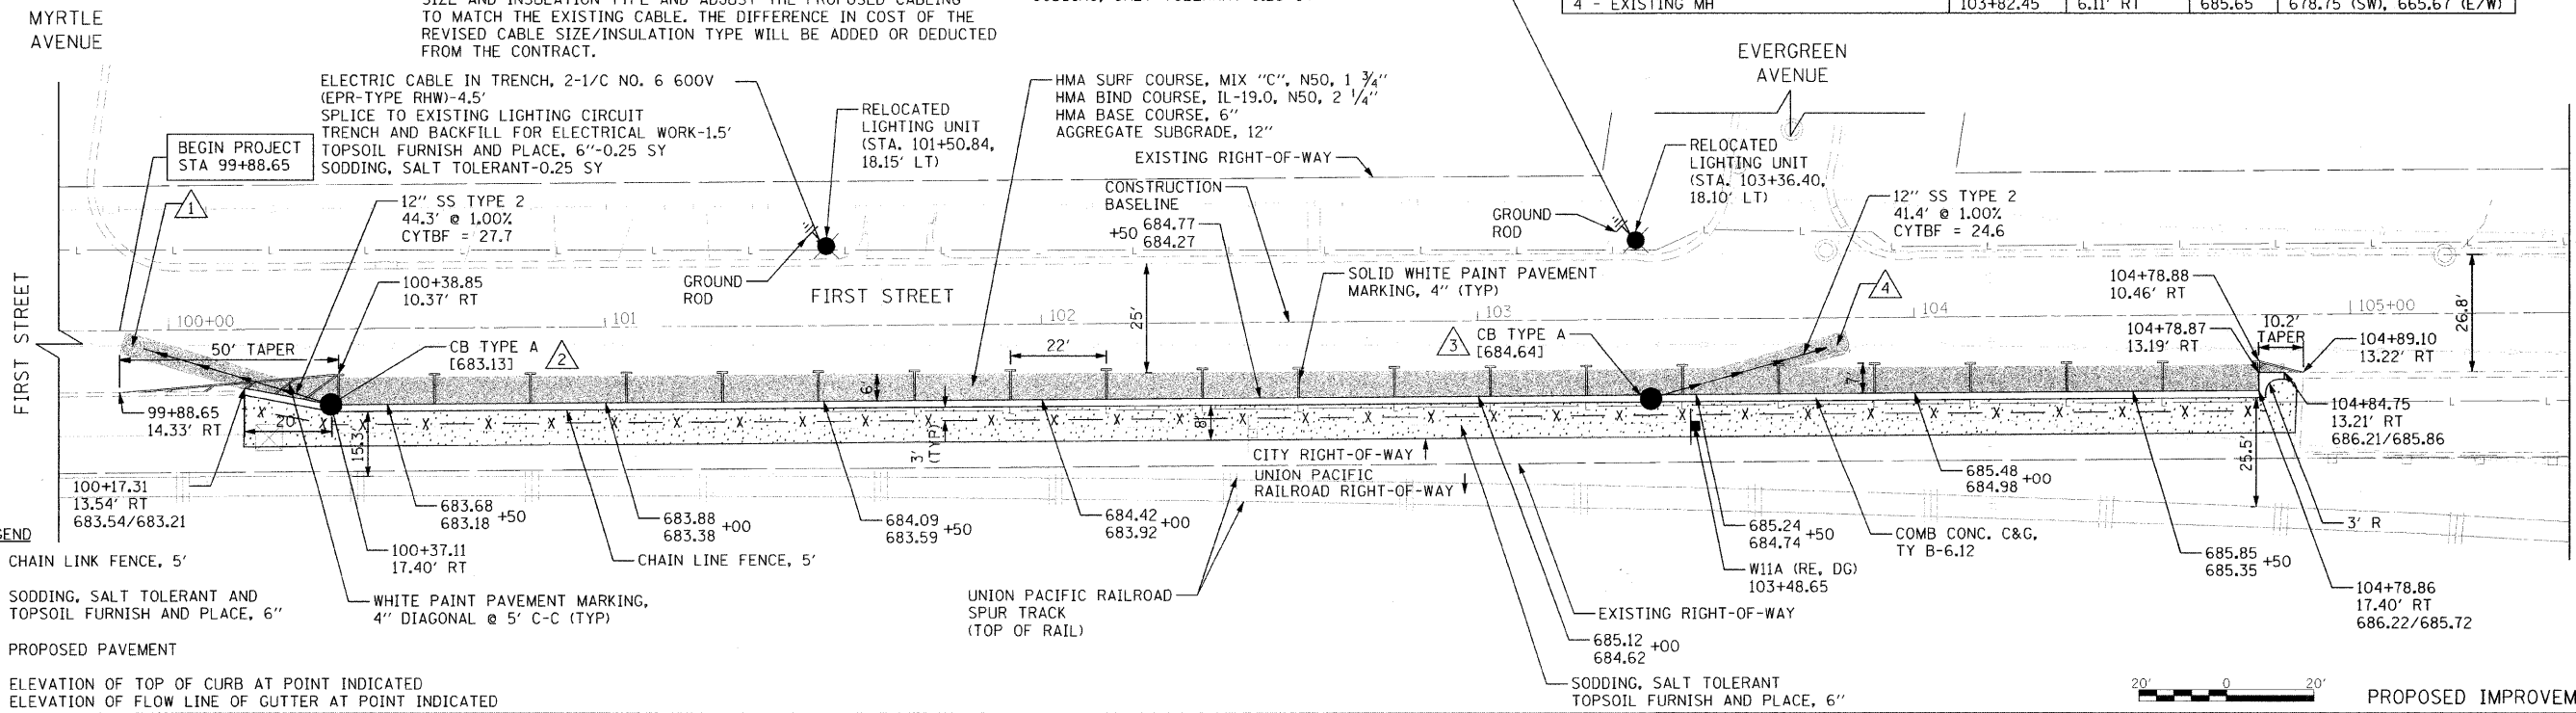 MYRTLE
AVENUE
SIZE AND INSULATION TYPE AND ADJUST THE PROPOSED CABLING
TO MATCH THE EXISTING CABLE. THE DIFFERENCE IN COST OF THE
REVISED CABLE SIZE/INSULATION TYPE WILL BE ADDED OR DEDUCTED
FROM THE CONTRACT.
4 - EXISTING MH 103+82.45 6.11' RT 685.65 678.75 (SW), 665.67 (E/W)
EVERGREEN
AVENUE
ELECTRIC CABLE IN TRENCH, 2-1/C NO. 6 600V
(EPR-TYPE RHW)-4.5'
SPLICE TO EXISTING LIGHTING CIRCUIT
TRENCH AND BACKFILL FOR ELECTRICAL WORK-1.5'
TOPSOIL FURNISH AND PLACE, 6"-0.25 SY
SODDING, SALT TOLERANT-0.25 SY
BEGIN PROJECT
STA 99+88.65
RELOCATED
LIGHTING UNIT
(STA. 101+50.84,
18.15' LT)
HMA SURF COURSE, MIX "C", N50, 1 3/4"
HMA BIND COURSE, IL-19.0, N50, 2 1/4"
HMA BASE COURSE, 6"
AGGREGATE SUBGRADE, 12"
EXISTING RIGHT-OF-WAY
CONSTRUCTION
BASELINE
+50 684.77
684.27
RELOCATED
LIGHTING UNIT
(STA. 103+36.40,
18.10' LT)
GROUND
ROD
12" SS TYPE 2
41.4' @ 1.00%
CYTBF = 24.6
1
12" SS TYPE 2
44.3' @ 1.00%
CYTBF = 27.7
100+38.85
10.37' RT
GROUND
ROD
FIRST STREET
FIRST STREET
SOLID WHITE PAINT PAVEMENT
MARKING, 4" (TYP)
4
104+78.88
10.46' RT
104+78.87
13.19' RT
10.2'
TAPER
104+89.10
13.22' RT
26.8'
100+00
101
102
103
104
105+00
50' TAPER
CB TYPE A
[683.13]
2
22'
25'
3
CB TYPE A
[684.64]
99+88.65
14.33' RT
20'
15.3'
6'
3'
(TYP)
8'
7'
CITY RIGHT-OF-WAY
UNION PACIFIC
RAILROAD RIGHT-OF-WAY
25.5'
104+84.75
13.21' RT
686.21/685.86
100+17.31
13.54' RT
683.54/683.21
683.68
683.18 +50
683.88
683.38 +00
684.09
683.59 +50
684.42
683.92 +00
685.48
684.98 +00
685.24
684.74 +50
COMB CONC. C&G,
TY B-6.12
3' R
685.85
685.35 +50
100+37.11
17.40' RT
CHAIN LINE FENCE, 5'
W11A (RE, DG)
103+48.65
104+78.86
17.40' RT
686.22/685.72
GEND
CHAIN LINK FENCE, 5'
SODDING, SALT TOLERANT AND
TOPSOIL FURNISH AND PLACE, 6"
WHITE PAINT PAVEMENT MARKING,
4" DIAGONAL @ 5' C-C (TYP)
UNION PACIFIC RAILROAD
SPUR TRACK
(TOP OF RAIL)
EXISTING RIGHT-OF-WAY
685.12
684.62 +00
PROPOSED PAVEMENT
ELEVATION OF TOP OF CURB AT POINT INDICATED
ELEVATION OF FLOW LINE OF GUTTER AT POINT INDICATED
SODDING, SALT TOLERANT
TOPSOIL FURNISH AND PLACE, 6"
20' 0 20'
PROPOSED IMPROVEM